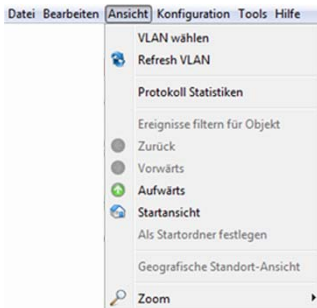 Datei Bearbeiten Ansicht Konfiguration Tools Hilfe
VLAN wählen
Refresh VLAN
Protokoll Statistiken
Ereignisse filtern für Objekt
Zurück
Vorwärts
Aufwärts
Startansicht
Als Startordner festlegen
Geografische Standort-Ansicht
Zoom